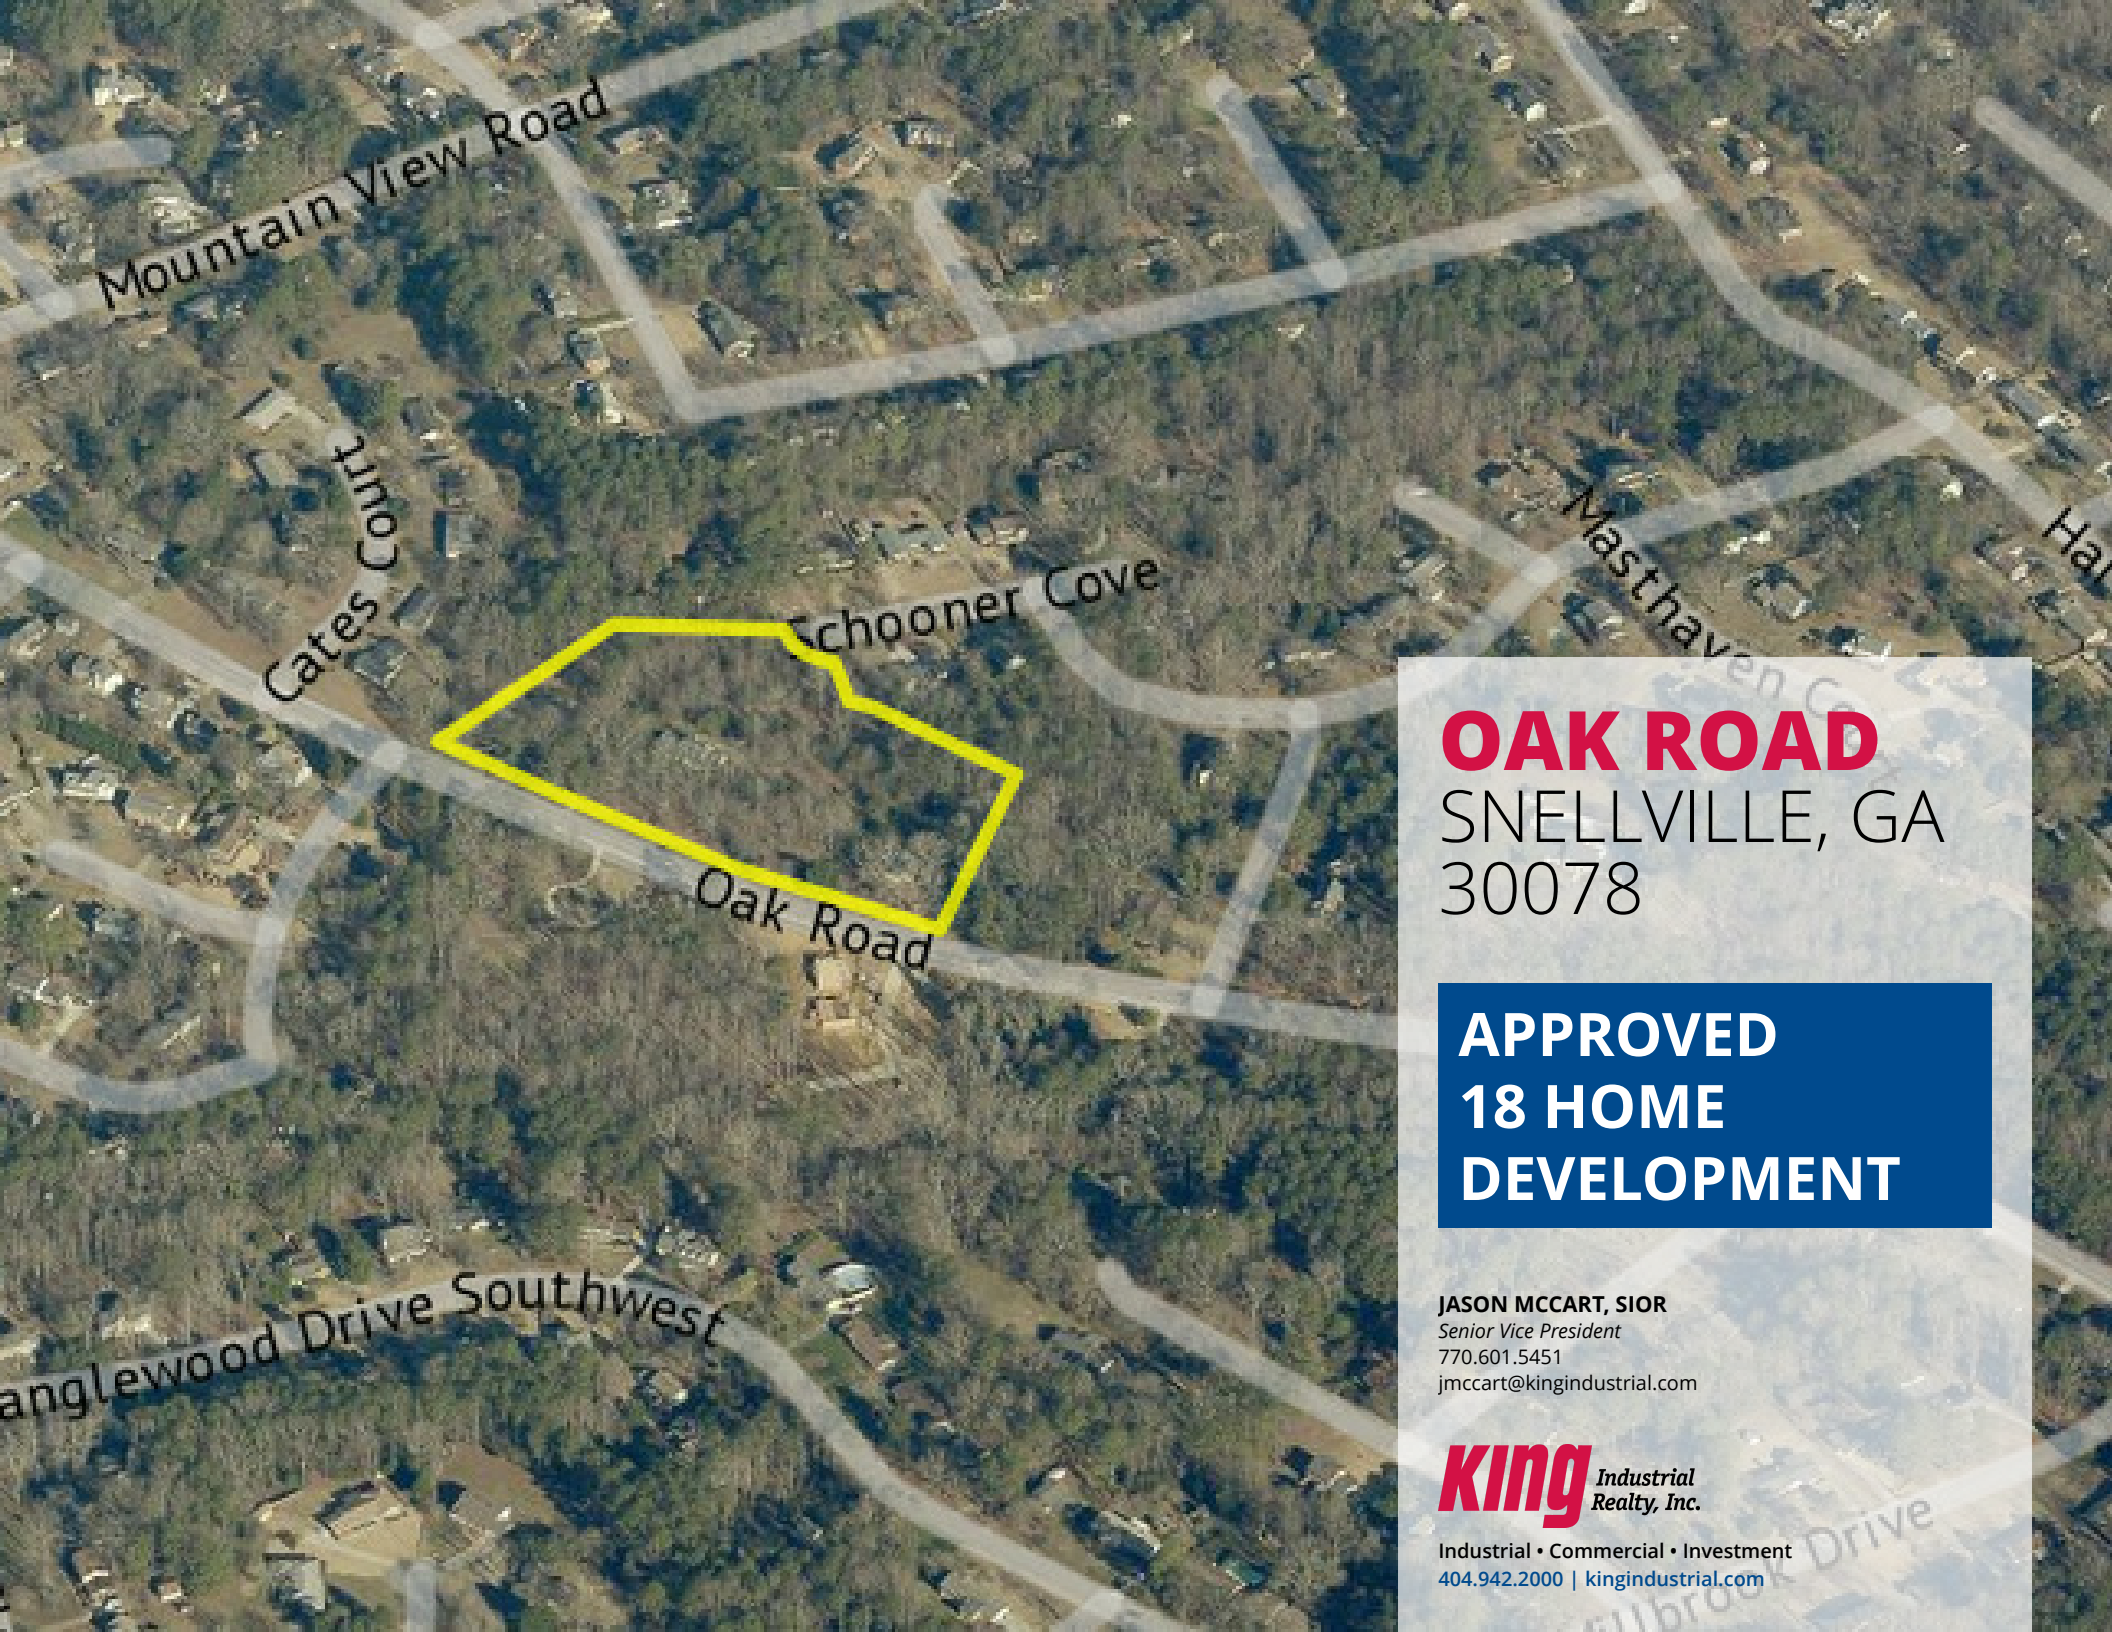 Mountain View Road
Cates Court
Schooner Cove
Masthaven
Oak Road
Drive Southwest
OAK ROAD
SNELLVILLE, GA
30078
APPROVED
18 HOME
DEVELOPMENT
JASON MCCART, SIOR
Senior Vice President
770.601.5451
jmccart@kingindustrial.com
King Industrial
Realty, Inc.
Industrial • Commercial • Investment
404.942.2000 | kingindustrial.com
Drive